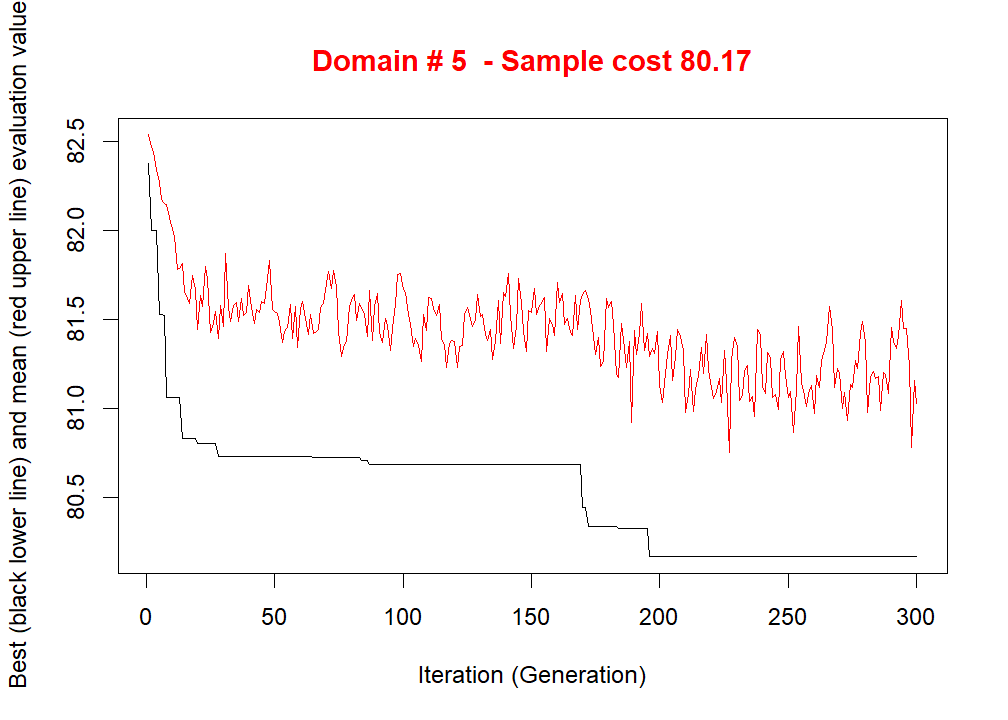 Domain # 5  - Sample cost 80.17
Best (black lower line) and mean (red upper line) evaluation value
82.5
82.0
81.5
81.0
80.5
0 50 100 150 200 250 300
Iteration (Generation)